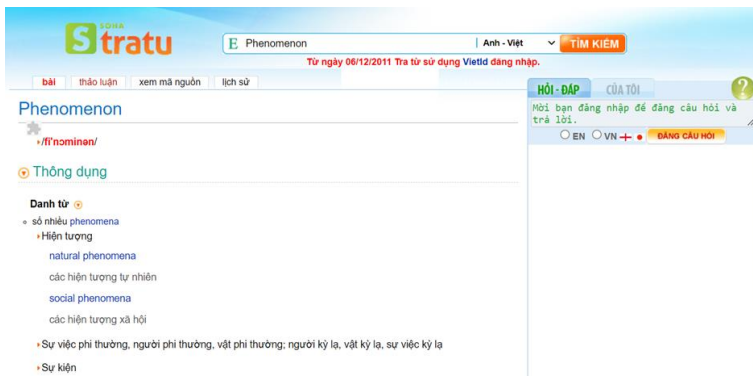 SOHA
S tratu
E Phenomenon Anh - Việt TÌM KIẾM
Từ ngày 06/12/2011 Tra từ sử dụng VietId đăng nhập.
bài thảo luận xem mã nguồn lịch sử
HỎI - ĐÁP CỦA TÔI ?
Phenomenon
Mời bạn đăng nhập để đăng câu hỏi và
trả lời.
EN VN ĐĂNG CÂU HỎI
/fi'nɔminən/
Thông dụng
Danh từ
số nhiều phenomena
Hiện tượng
natural phenomena
các hiện tượng tự nhiên
social phenomena
các hiện tượng xã hội
Sự việc phi thường, người phi thường, vật phi thường; người kỳ lạ, vật kỳ lạ, sự việc kỳ lạ
Sự kiện